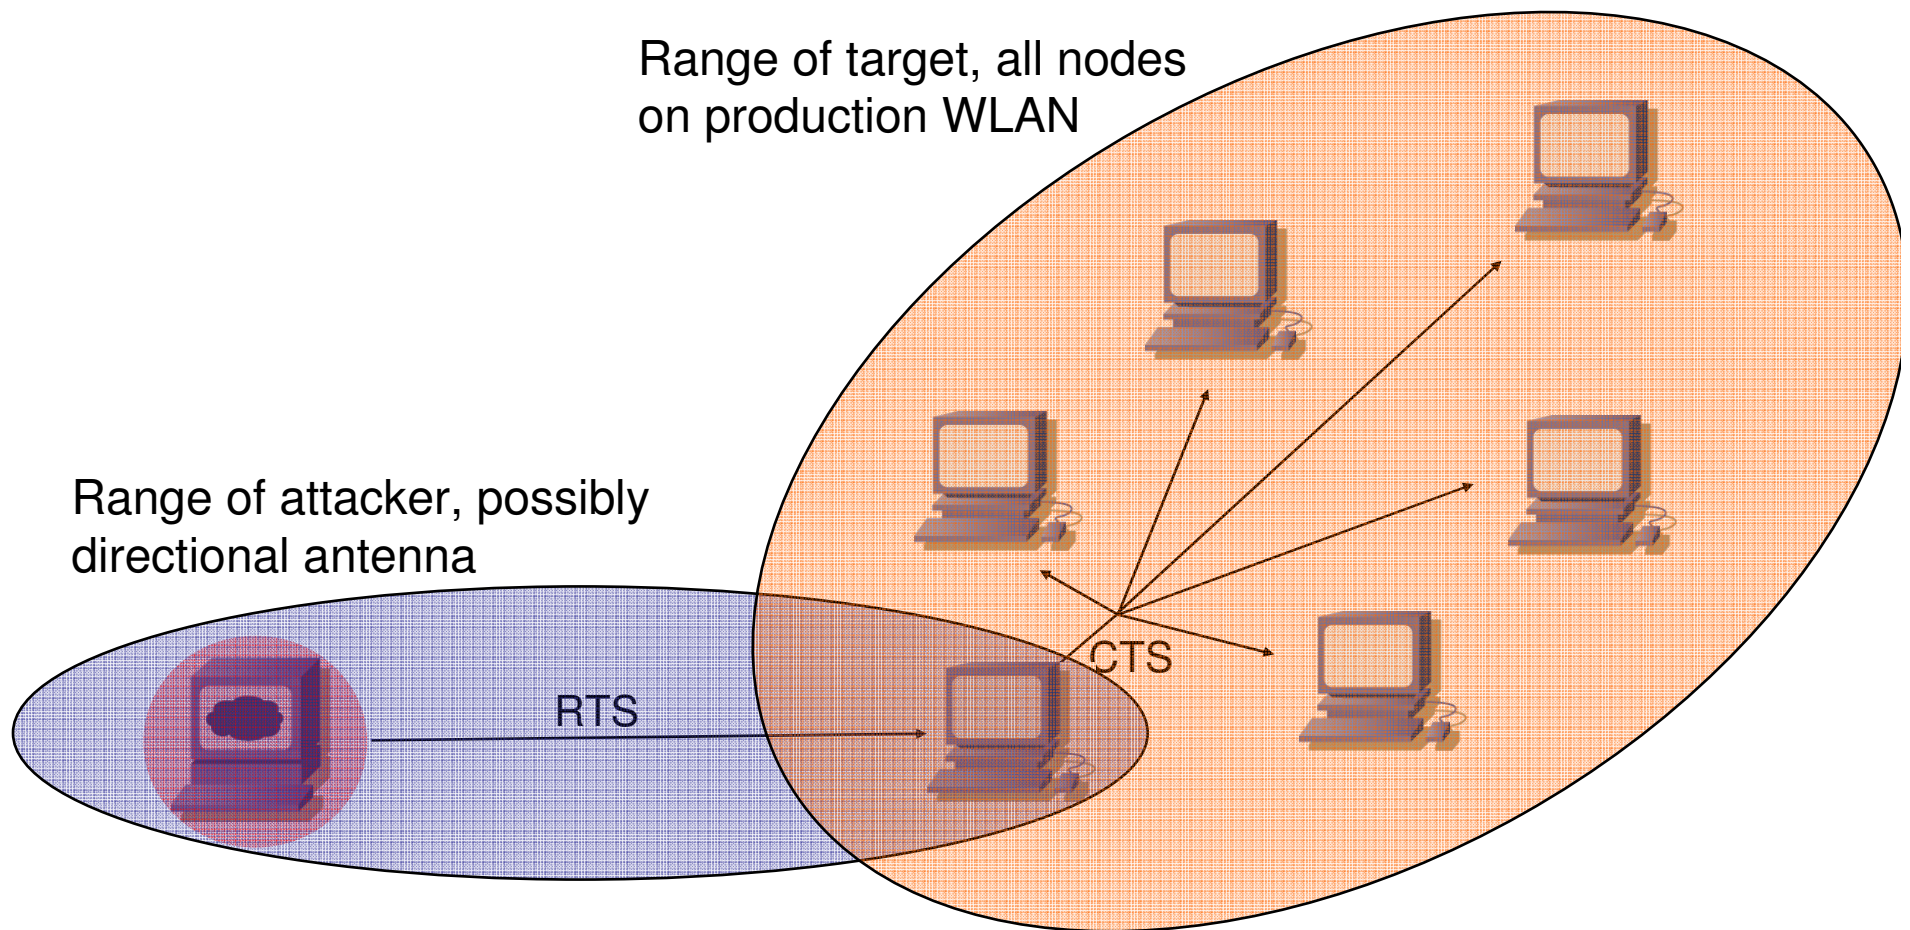 Range of target, all nodes
on production WLAN
Range of attacker, possibly
directional antenna
CTS
RTS